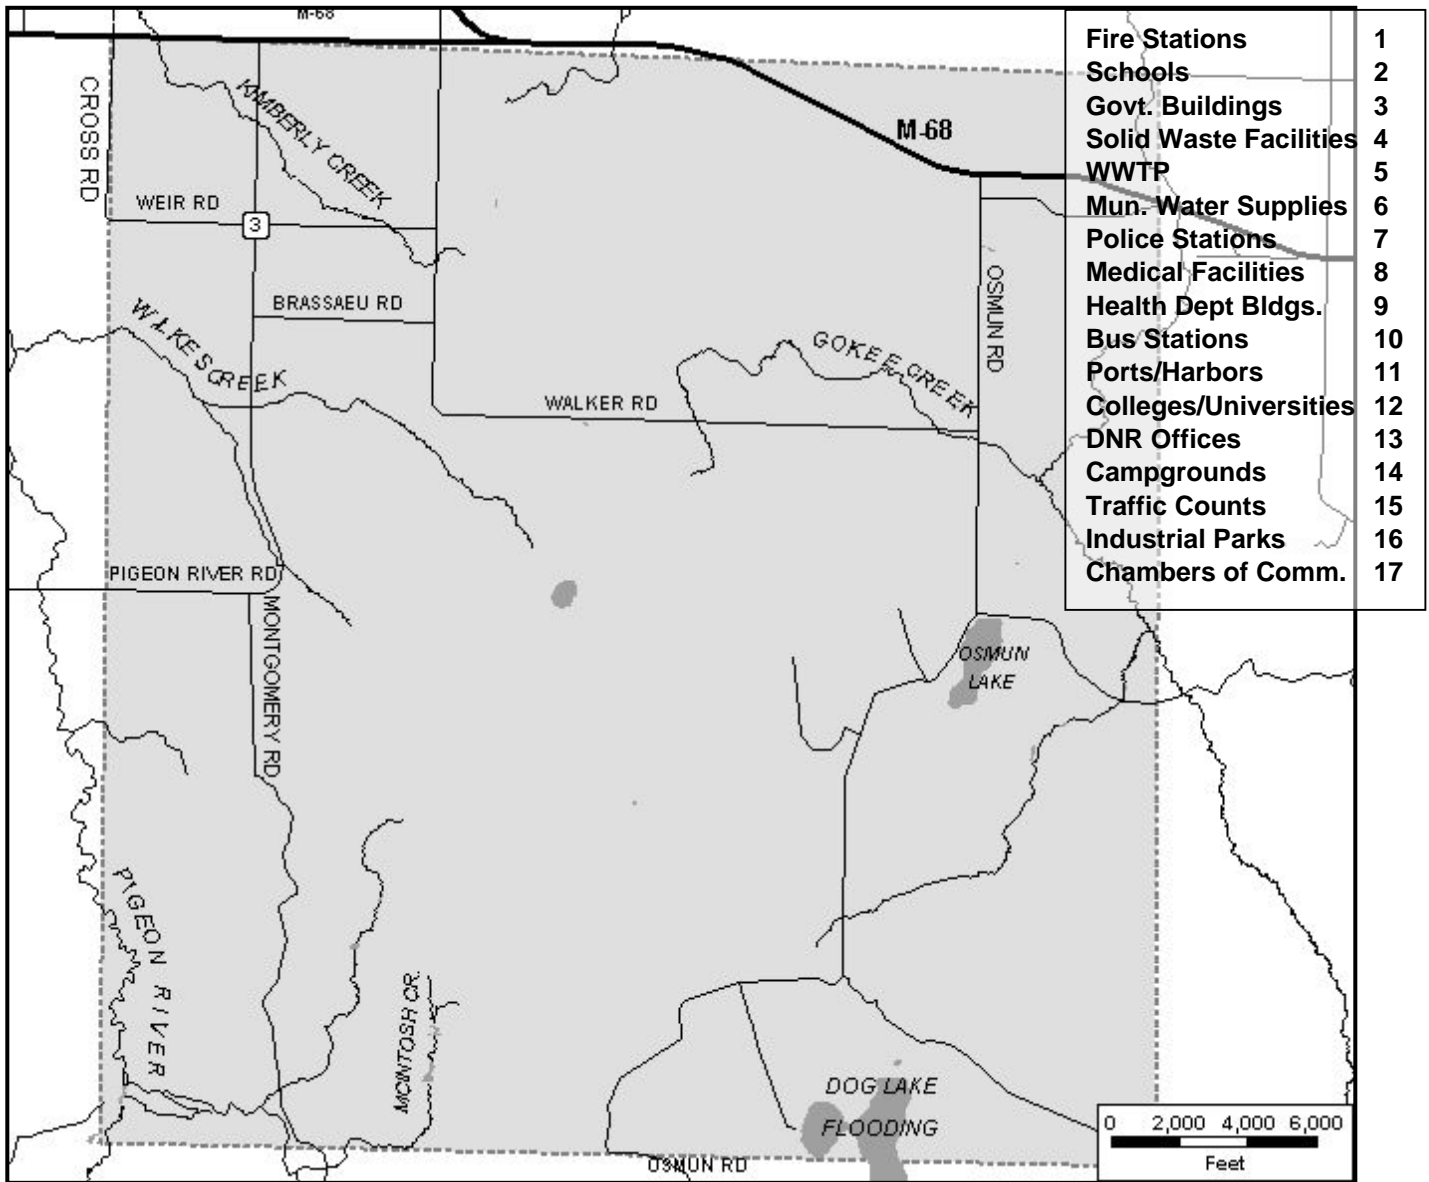 M-68
Fire Stations 1
Schools 2
Govt. Buildings 3
Solid Waste Facilities 4
WWTP 5
Mun. Water Supplies 6
Police Stations 7
Medical Facilities 8
Health Dept Bldgs. 9
Bus Stations 10
Ports/Harbors 11
Colleges/Universities 12
DNR Offices 13
Campgrounds 14
Traffic Counts 15
Industrial Parks 16
Chambers of Comm. 17
CROSS RD
KIMBERLY CREEK
M-68
WEIR RD
3
BRASSAEU RD
OSMUN RD
WILKES CREEK
GOKEE CREEK
WALKER RD
PIGEON RIVER RD
MONTGOMERY RD
OSMUN
LAKE
PIGEON RIVER
MCINTOSH CR.
DOG LAKE
FLOODING
OSMUN RD
0 2,000 4,000 6,000
Feet